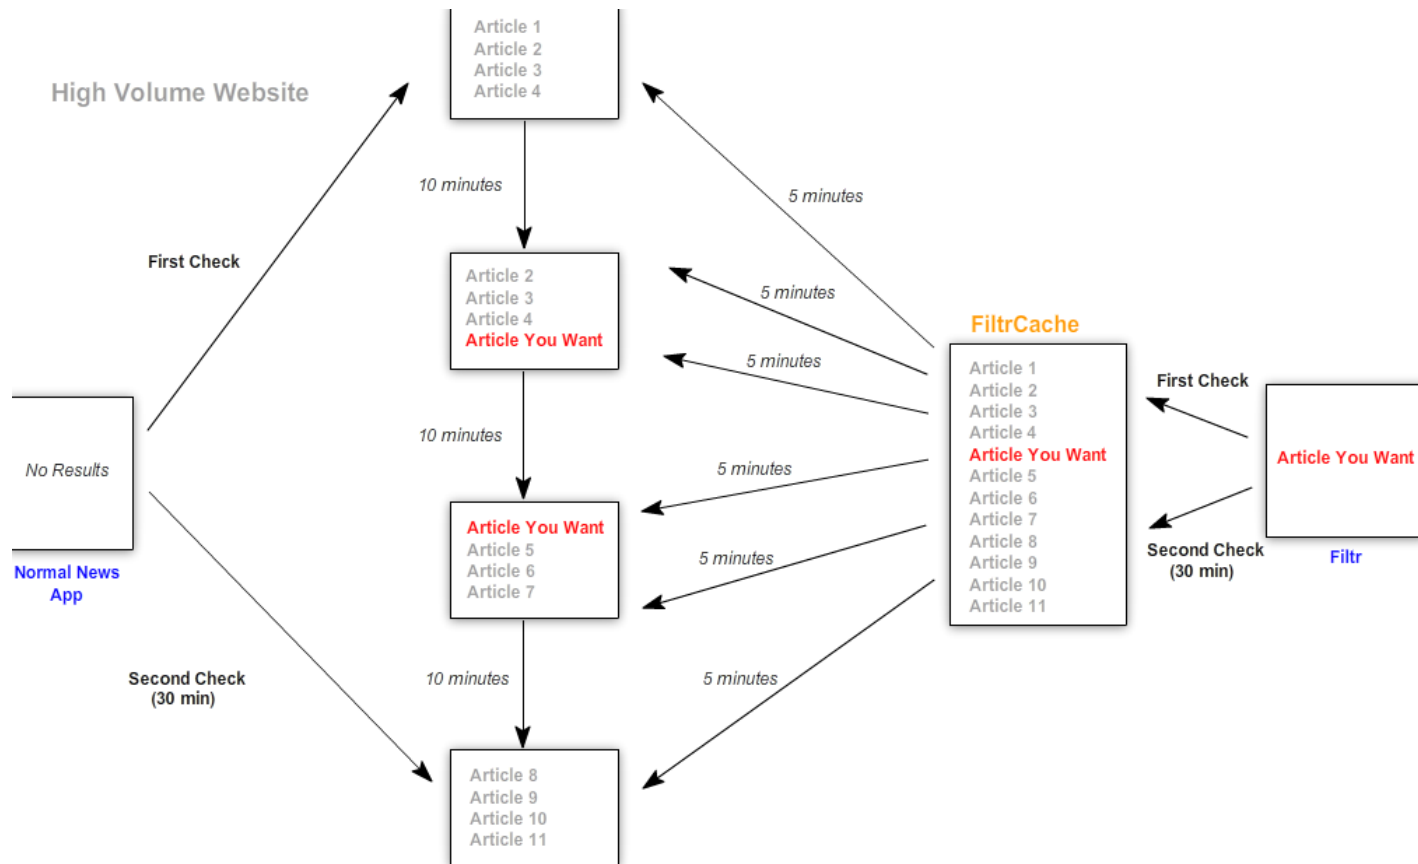 High Volume Website
Article 1
Article 2
Article 3
Article 4
10 minutes
5 minutes
First Check
Article 2
Article 3
Article 4
Article You Want
5 minutes
5 minutes
10 minutes
5 minutes
No Results
Normal News
App
Article You Want
Article 5
Article 6
Article 7
5 minutes
Second Check
(30 min)
10 minutes
5 minutes
Article 8
Article 9
Article 10
Article 11
FiltrCache
Article 1
Article 2
Article 3
Article 4
Article You Want
Article 5
Article 6
Article 7
Article 8
Article 9
Article 10
Article 11
First Check
Second Check
(30 min)
Article You Want
Filtr